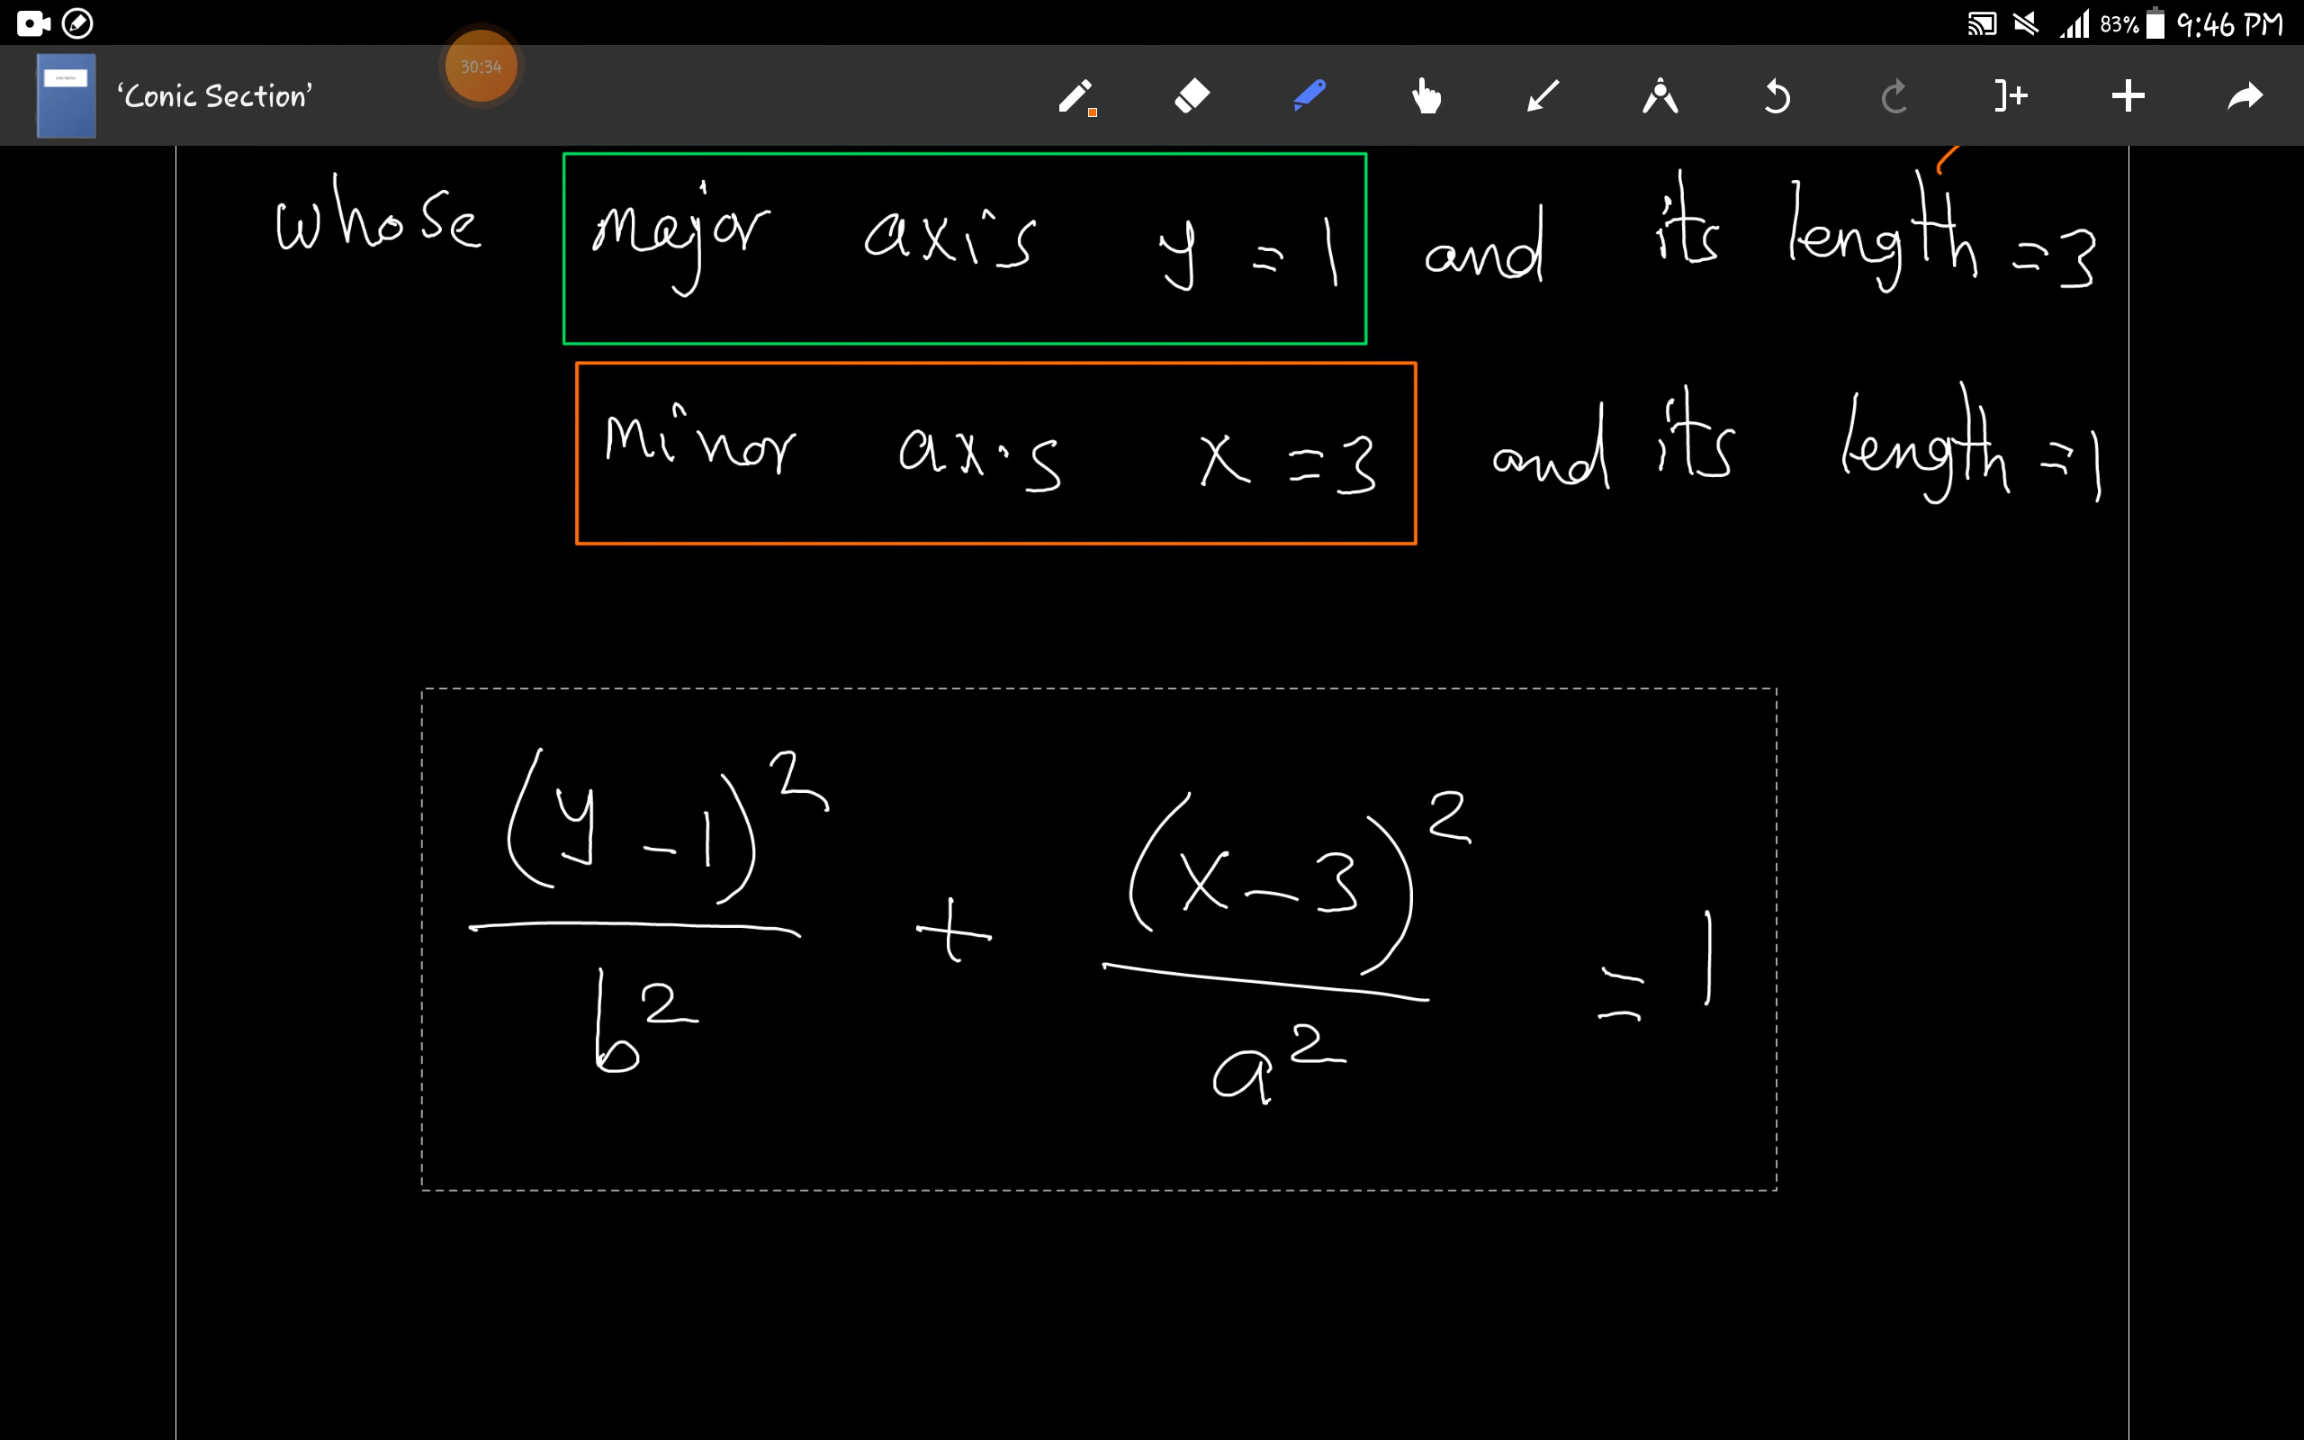 83% 9:46 PM
'Conic Section' 30:34 ]+
whose major axis y = 1 and its length = 3
Minor axis x = 3 and its length = 1
(y - 1)² / b² + (x - 3)² / a² = 1